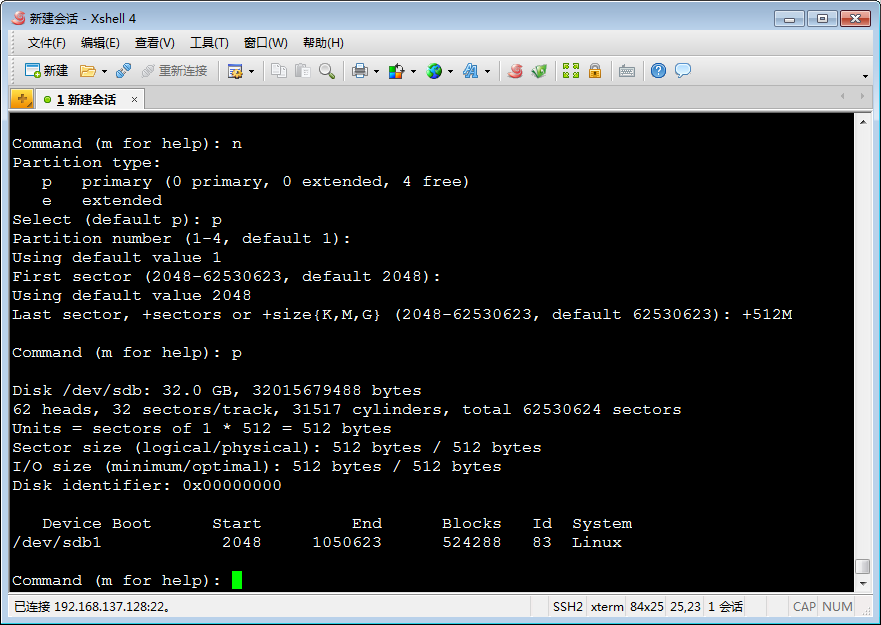 新建会话 - Xshell 4
文件(F) 编辑(E) 查看(V) 工具(T) 窗口(W) 帮助(H)
新建 重新连接
1 新建会话 ×
Command (m for help): n
Partition type:
   p   primary (0 primary, 0 extended, 4 free)
   e   extended
Select (default p): p
Partition number (1-4, default 1):
Using default value 1
First sector (2048-62530623, default 2048):
Using default value 2048
Last sector, +sectors or +size{K,M,G} (2048-62530623, default 62530623): +512M
Command (m for help): p
Disk /dev/sdb: 32.0 GB, 32015679488 bytes
62 heads, 32 sectors/track, 31517 cylinders, total 62530624 sectors
Units = sectors of 1 * 512 = 512 bytes
Sector size (logical/physical): 512 bytes / 512 bytes
I/O size (minimum/optimal): 512 bytes / 512 bytes
Disk identifier: 0x00000000
   Device Boot      Start         End      Blocks   Id  System
/dev/sdb1            2048     1050623      524288   83  Linux
Command (m for help):
已连接 192.168.137.128:22。 SSH2 xterm 84x25 25,23 1 会话 CAP NUM